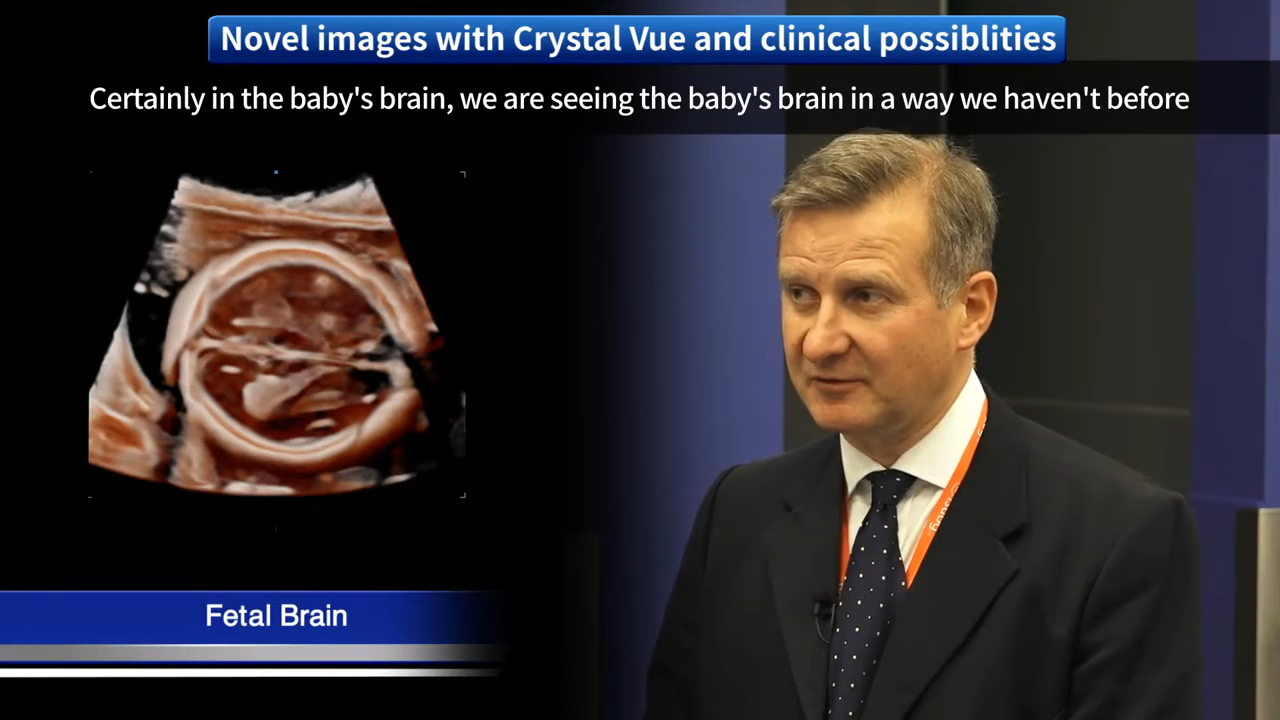 Novel images with Crystal Vue and clinical possiblities
Certainly in the baby's brain, we are seeing the baby's brain in a way we haven't before
Fetal Brain